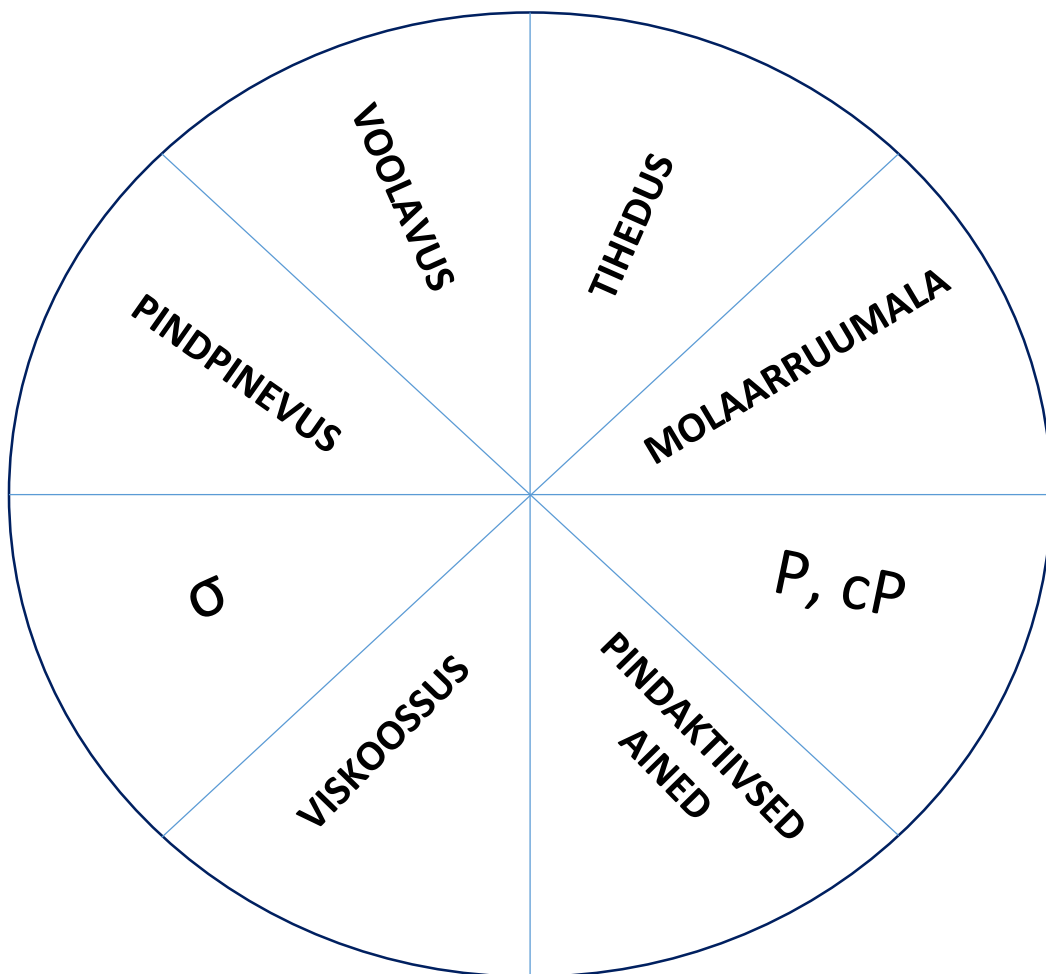 VOOLAVUS
TIHEDUS
PINDPINEVUS
MOLAARRUUMALA
σ
P, cP
VISKOOSSUS
PINDAKTIIVSED
AINED